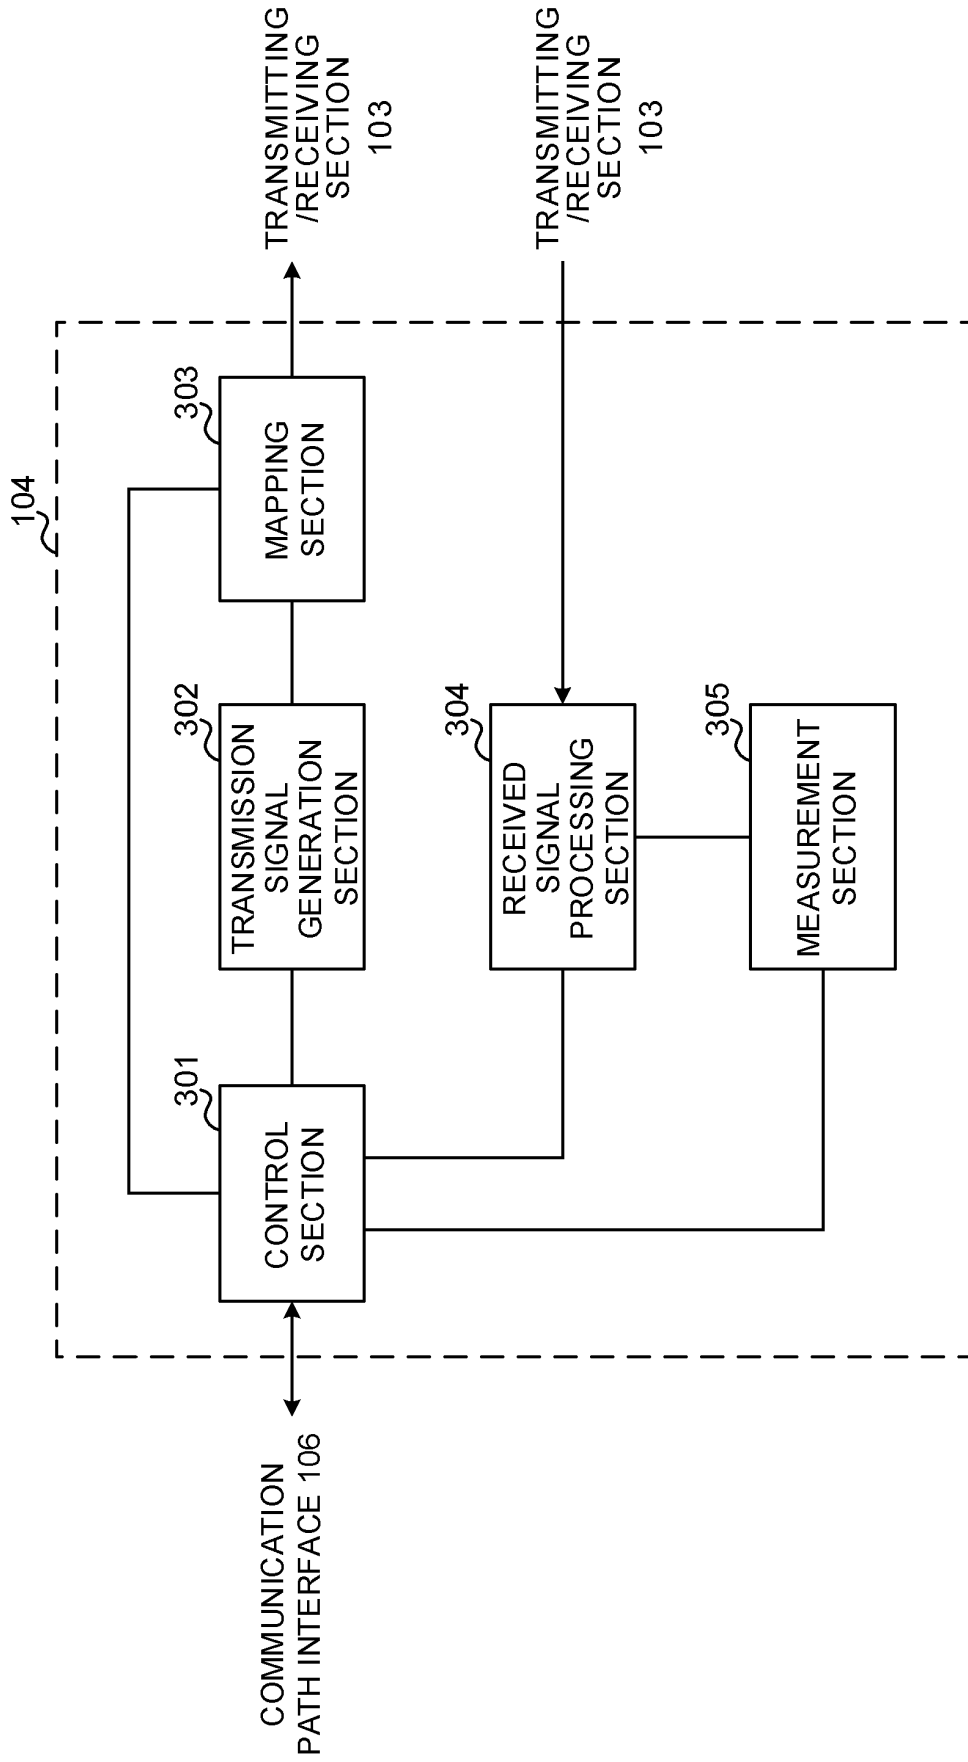 104
COMMUNICATION
PATH INTERFACE 106
301
CONTROL
SECTION
302
TRANSMISSION
SIGNAL
GENERATION
SECTION
303
MAPPING
SECTION
TRANSMITTING
/RECEIVING
SECTION
103
304
RECEIVED
SIGNAL
PROCESSING
SECTION
TRANSMITTING
/RECEIVING
SECTION
103
305
MEASUREMENT
SECTION